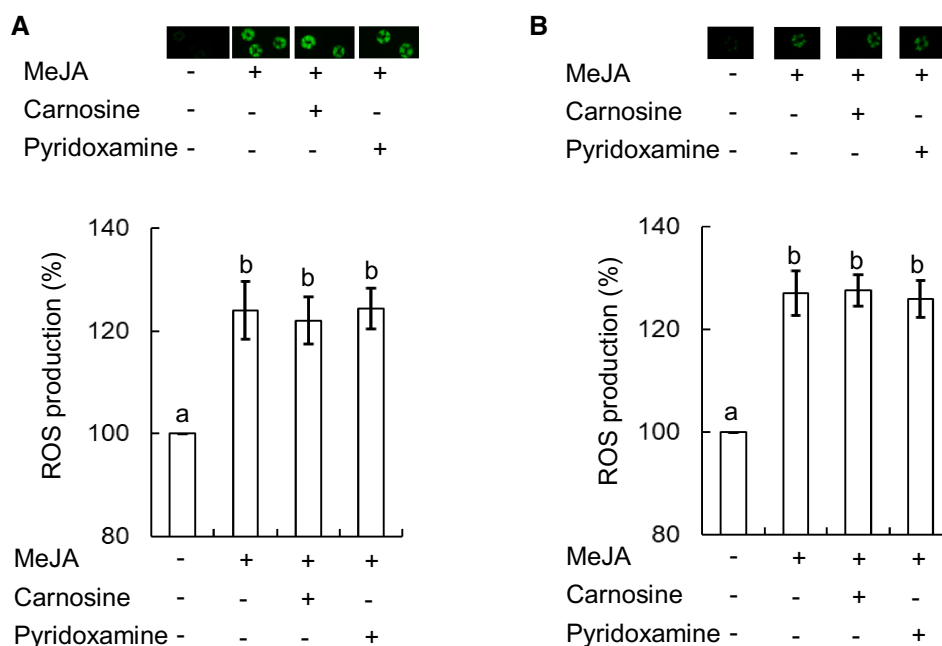 A
MeJA - + + +
Carnosine - - + -
Pyridoxamine - - - +
140
120
100
80
ROS production (%)
a b b b
MeJA - + + +
Carnosine - - + -
Pyridoxamine - - - +
B
MeJA - + + +
Carnosine - - + -
Pyridoxamine - - - +
140
120
100
80
ROS production (%)
a b b b
MeJA - + + +
Carnosine - - + -
Pyridoxamine - - - +